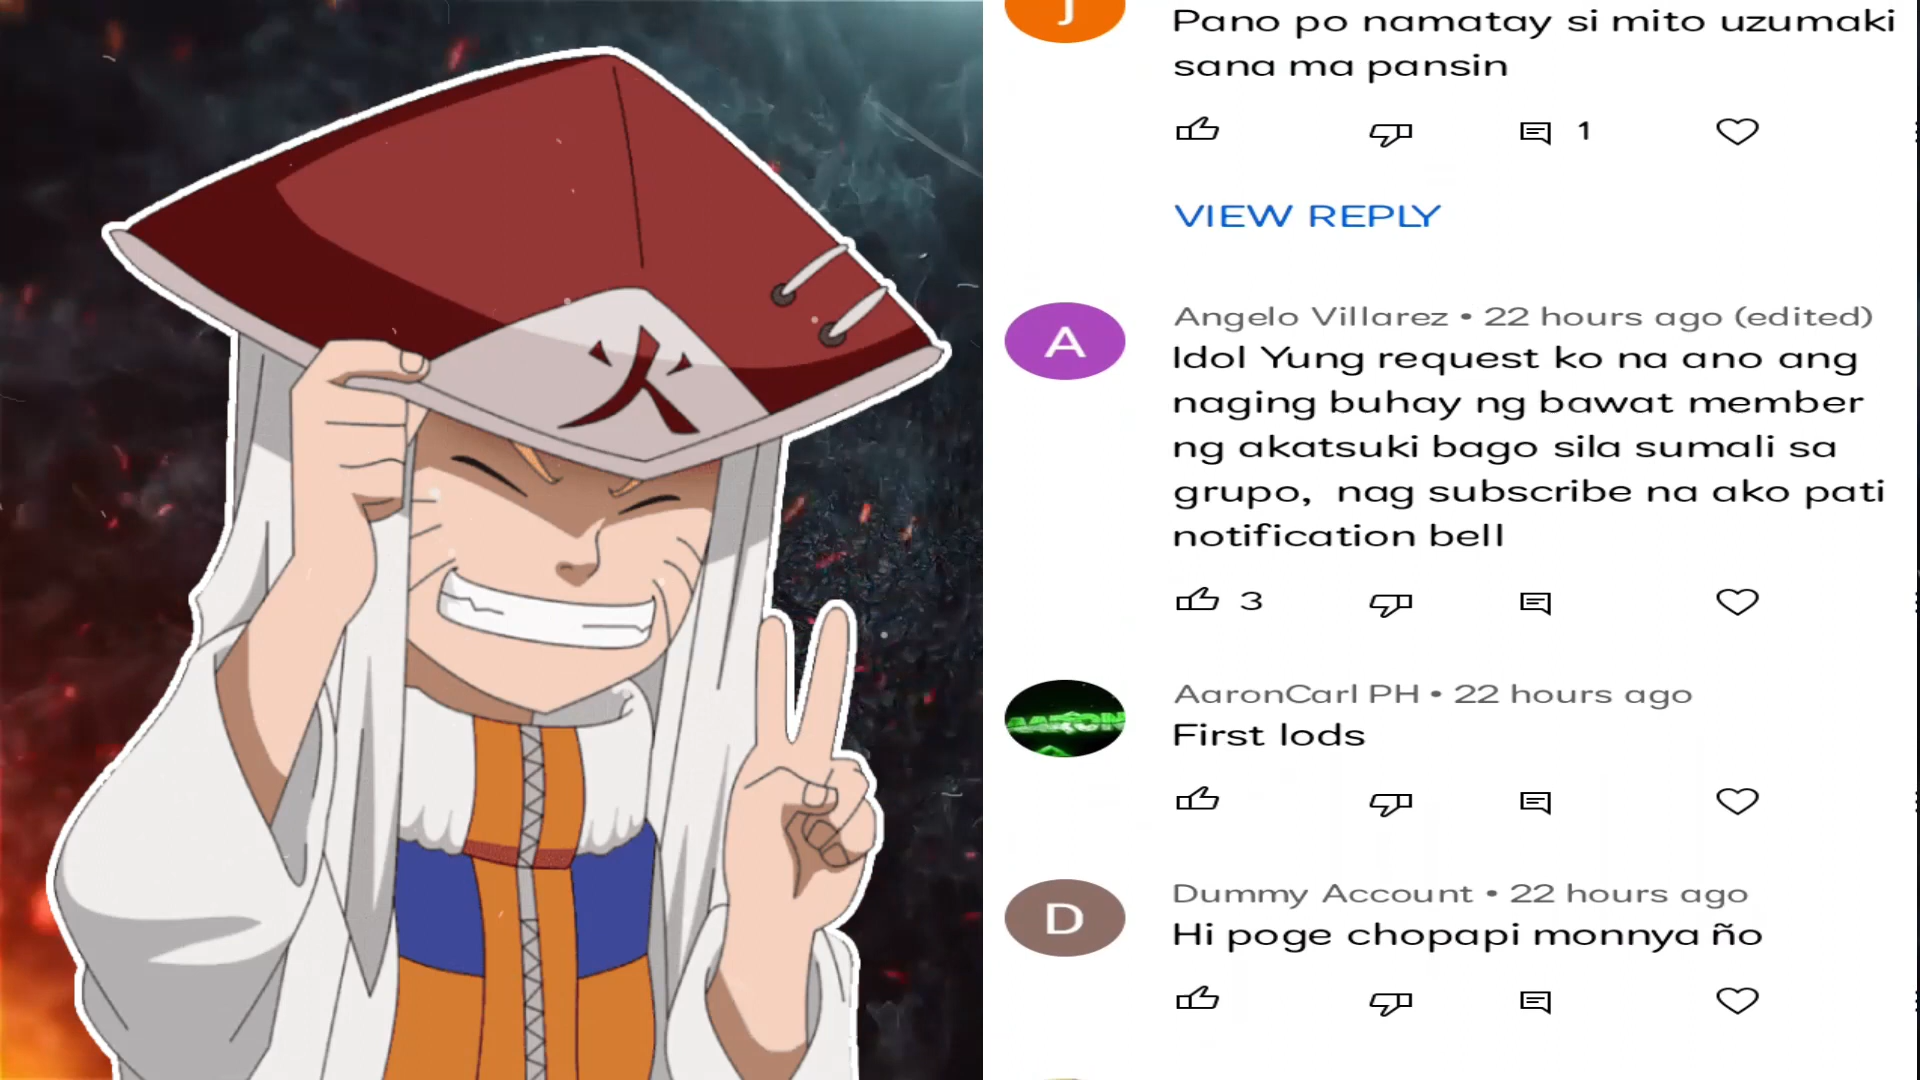 火
J
Pano po namatay si mito uzumaki
sana ma pansin
1
VIEW REPLY
A
Angelo Villarez • 22 hours ago (edited)
Idol Yung request ko na ano ang
naging buhay ng bawat member
ng akatsuki bago sila sumali sa
grupo,  nag subscribe na ako pati
notification bell
3
AARON
AaronCarl PH • 22 hours ago
First lods
D
Dummy Account • 22 hours ago
Hi poge chopapi monnya ño